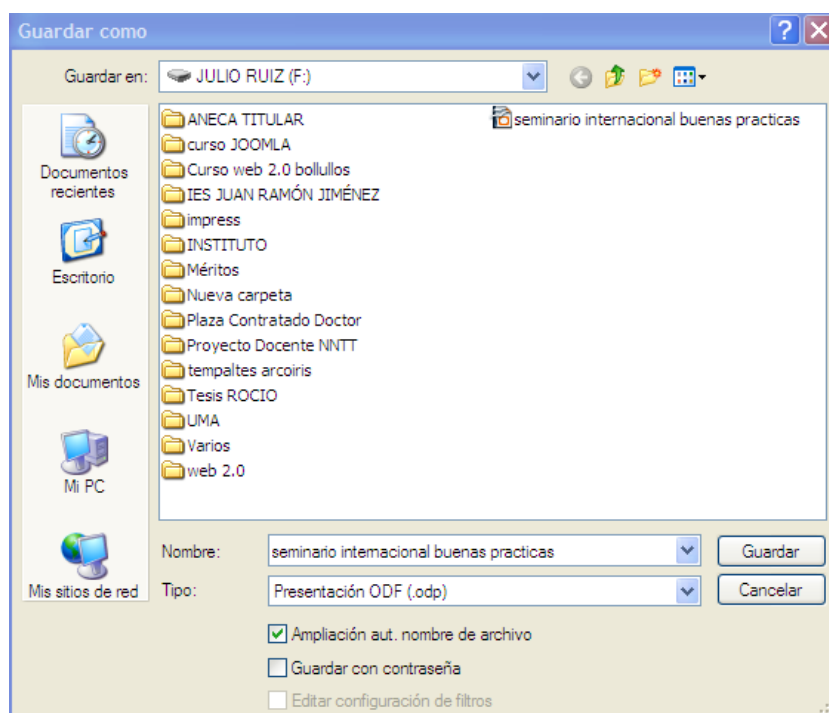 Guardar como
Guardar en:
JULIO RUIZ (F:)
Documentos
recientes
Escritorio
Mis documentos
Mi PC
Mis sitios de red
ANECA TITULAR
curso JOOMLA
Curso web 2.0 bollullos
IES JUAN RAMÓN JIMÉNEZ
impress
INSTITUTO
Méritos
Nueva carpeta
Plaza Contratado Doctor
Proyecto Docente NNTT
tempaltes arcoiris
Tesis ROCIO
UMA
Varios
web 2.0
seminario internacional buenas practicas
Nombre:
seminario internacional buenas practicas
Guardar
Tipo:
Presentación ODF (.odp)
Cancelar
Ampliación aut. nombre de archivo
Guardar con contraseña
Editar configuración de filtros